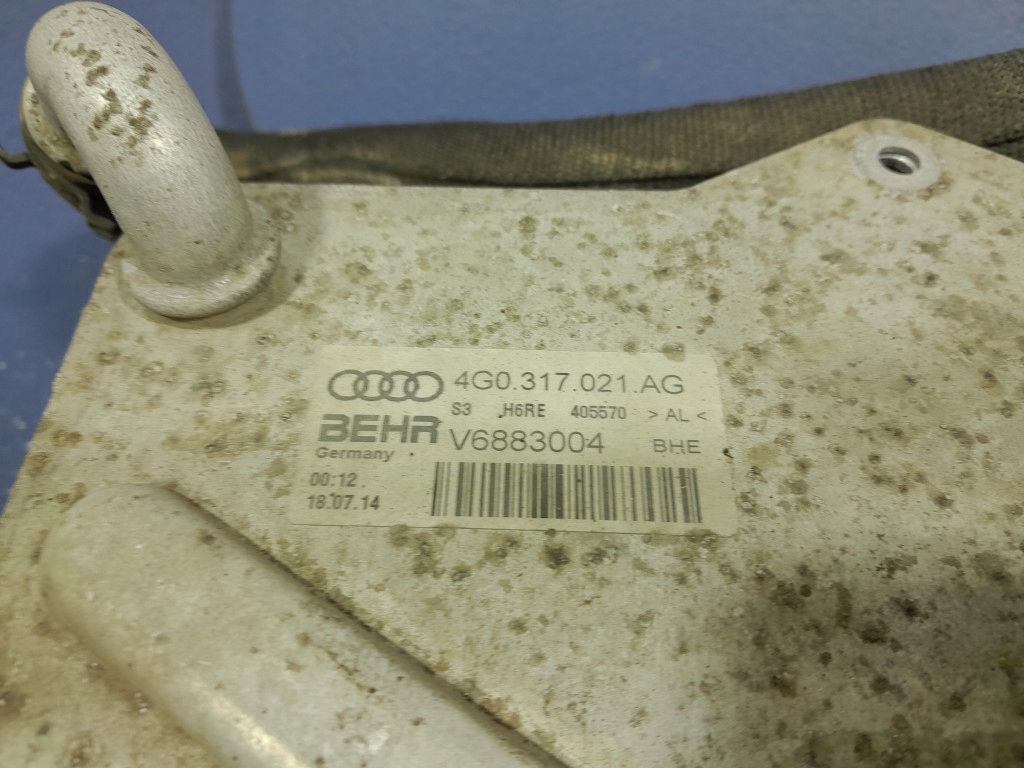 4G0.317.021.AG
S3 H6RE 405570 > AL <
BEHR V6883004 BHE
Germany
00:12
18.07.14